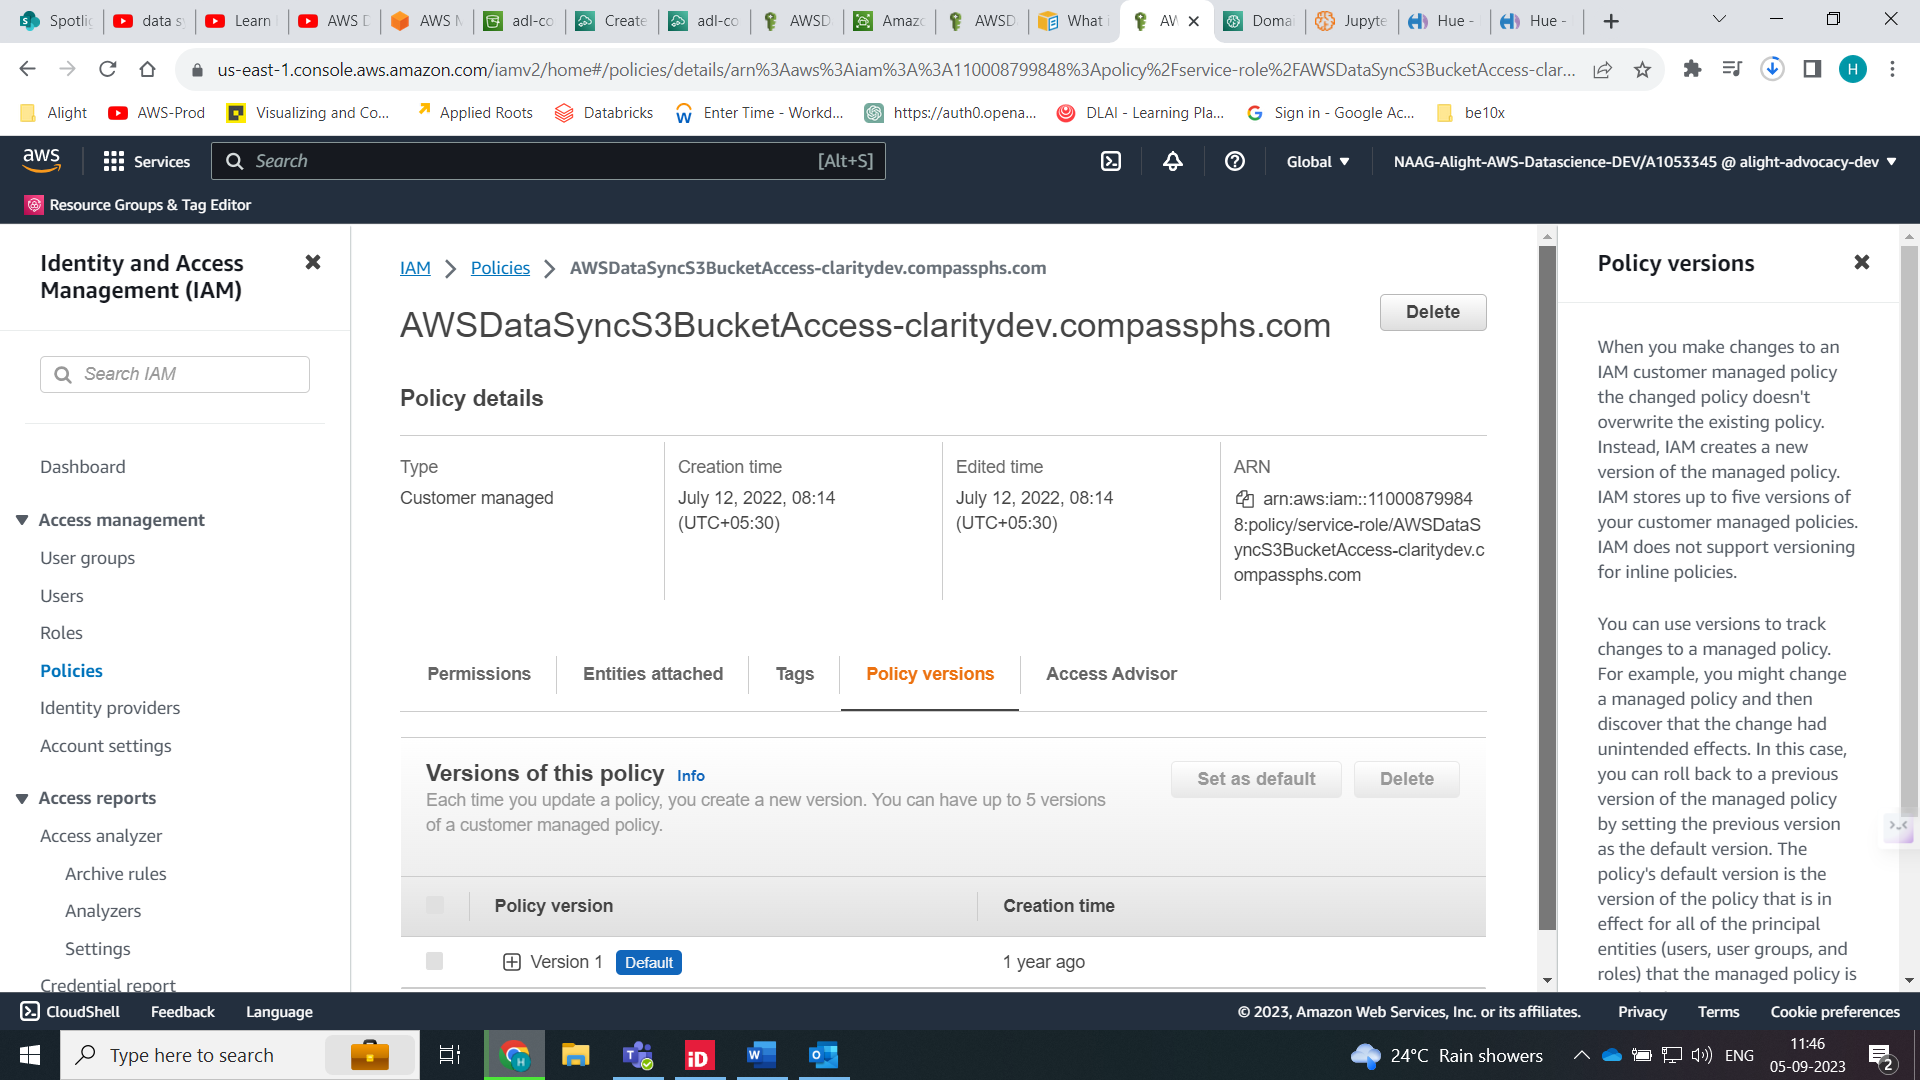 Spotlig
data sy
Learn
AWS D
AWS M
adl-co
Create
adl-co
AWSD
Amazo
AWSD
What i
AW
Domai
Jupyte
Hue -
Hue -
us-east-1.console.aws.amazon.com/iamv2/home#/policies/details/arn%3Aaws%3Aiam%3A%3A110008799848%3Apolicy%2Fservice-role%2FAWSDataSyncS3BucketAccess-clar...
H
Alight
AWS-Prod
Visualizing and Co...
Applied Roots
Databricks
Enter Time - Workd...
https://auth0.opena...
DLAI - Learning Pla...
Sign in - Google Ac...
be10x
aws
Services
Search
[Alt+S]
Global
NAAG-Alight-AWS-Datascience-DEV/A1053345 @ alight-advocacy-dev
Resource Groups & Tag Editor
Identity and Access
Management (IAM)
Search IAM
Dashboard
Access management
User groups
Users
Roles
Policies
Identity providers
Account settings
Access reports
Access analyzer
Archive rules
Analyzers
Settings
Credential report
IAM
Policies
AWSDataSyncS3BucketAccess-claritydev.compassphs.com
AWSDataSyncS3BucketAccess-claritydev.compassphs.com
Delete
Policy details
Type
Customer managed
Creation time
July 12, 2022, 08:14
(UTC+05:30)
Edited time
July 12, 2022, 08:14
(UTC+05:30)
ARN
arn:aws:iam::11000879984
8:policy/service-role/AWSDataS
yncS3BucketAccess-claritydev.c
ompassphs.com
Permissions
Entities attached
Tags
Policy versions
Access Advisor
Versions of this policy Info
Each time you update a policy, you create a new version. You can have up to 5 versions
of a customer managed policy.
Set as default
Delete
Policy version
Creation time
Version 1 Default
1 year ago
Policy versions
When you make changes to an
IAM customer managed policy
the changed policy doesn't
overwrite the existing policy.
Instead, IAM creates a new
version of the managed policy.
IAM stores up to five versions of
your customer managed policies.
IAM does not support versioning
for inline policies.
You can use versions to track
changes to a managed policy.
For example, you might change
a managed policy and then
discover that the change had
unintended effects. In this case,
you can roll back to a previous
version of the managed policy
by setting the previous version
as the default version. The
policy's default version is the
version of the policy that is in
effect for all of the principal
entities (users, user groups, and
roles) that the managed policy is
CloudShell
Feedback
Language
© 2023, Amazon Web Services, Inc. or its affiliates.
Privacy
Terms
Cookie preferences
Type here to search
24°C Rain showers
ENG
11:46
05-09-2023
2